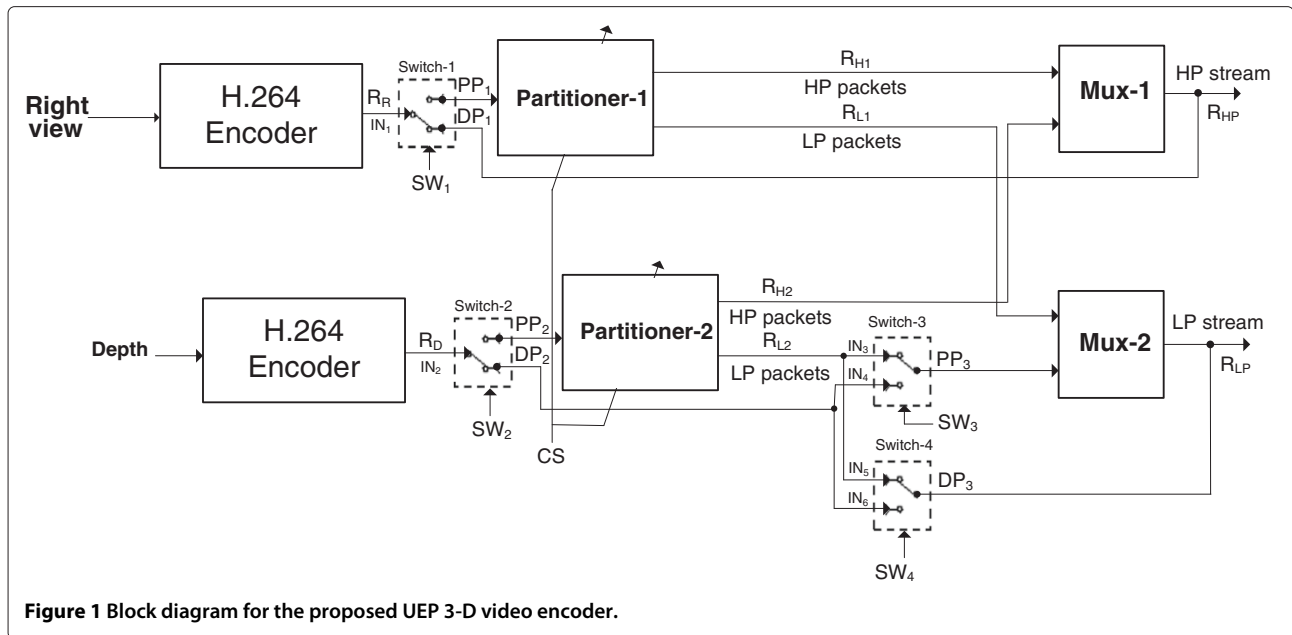 Right view
H.264 Encoder
R_R
IN_1
Switch-1
PP_1
DP_1
SW_1
Partitioner-1
R_H1
HP packets
R_L1
LP packets
Mux-1
HP stream
R_HP
Depth
H.264 Encoder
R_D
IN_2
Switch-2
PP_2
DP_2
SW_2
CS
Partitioner-2
R_H2
HP packets
R_L2
LP packets
Switch-3
IN_3
IN_4
PP_3
SW_3
Switch-4
IN_5
IN_6
DP_3
SW_4
Mux-2
LP stream
R_LP
Figure 1 Block diagram for the proposed UEP 3-D video encoder.